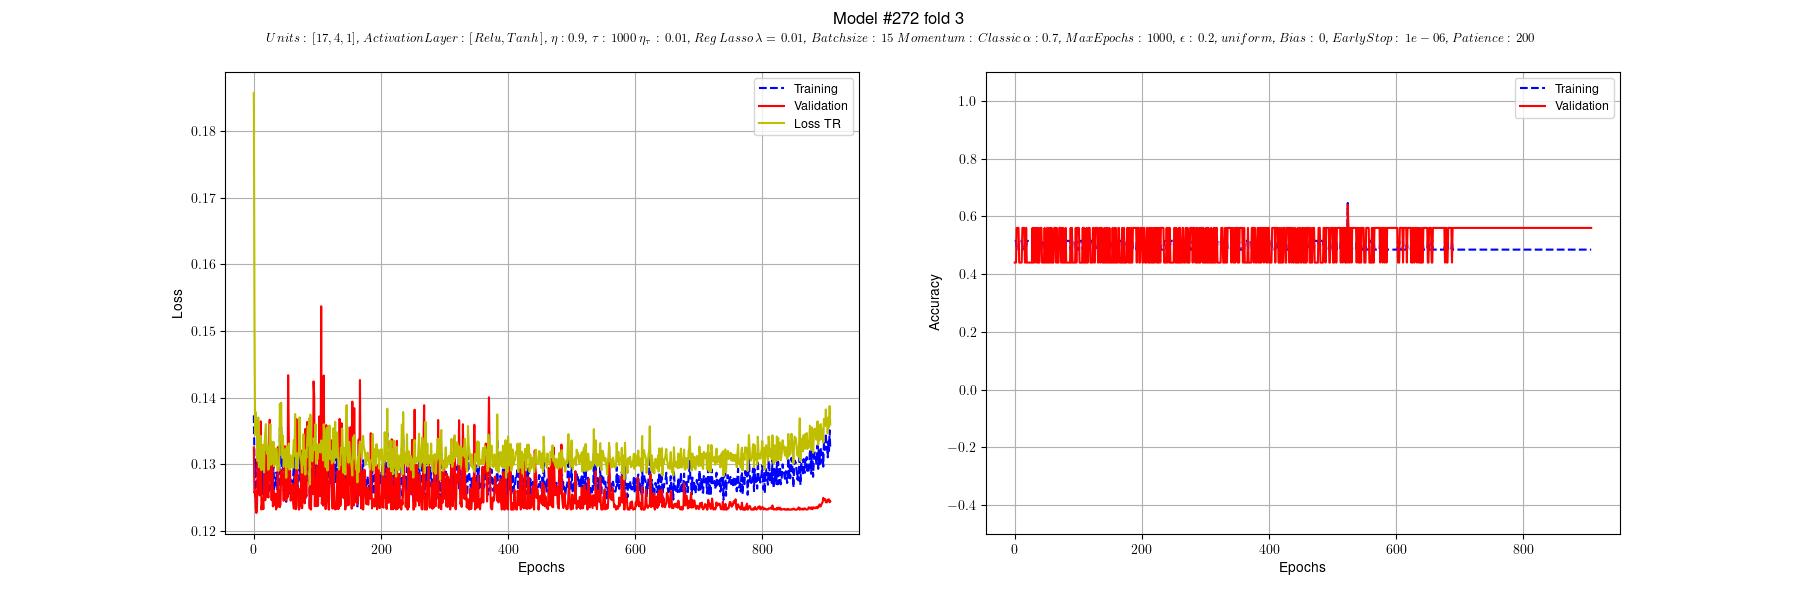 Model #272 fold 3
Units : [17, 4, 1], ActivationLayer : [Relu, Tanh], η : 0.9, τ : 1000 η_τ : 0.01, Reg Lasso λ = 0.01, Batchsize : 15 Momentum : Classic α : 0.7, MaxEpochs : 1000, ϵ : 0.2, uniform, Bias : 0, EarlyStop : 1e − 06, Patience : 200
Training
Validation
Loss TR
0.18
0.17
0.16
0.15
0.14
0.13
0.12
Loss
0
200
400
600
800
Epochs
Training
Validation
1.0
0.8
0.6
0.4
0.2
0.0
−0.2
−0.4
Accuracy
0
200
400
600
800
Epochs